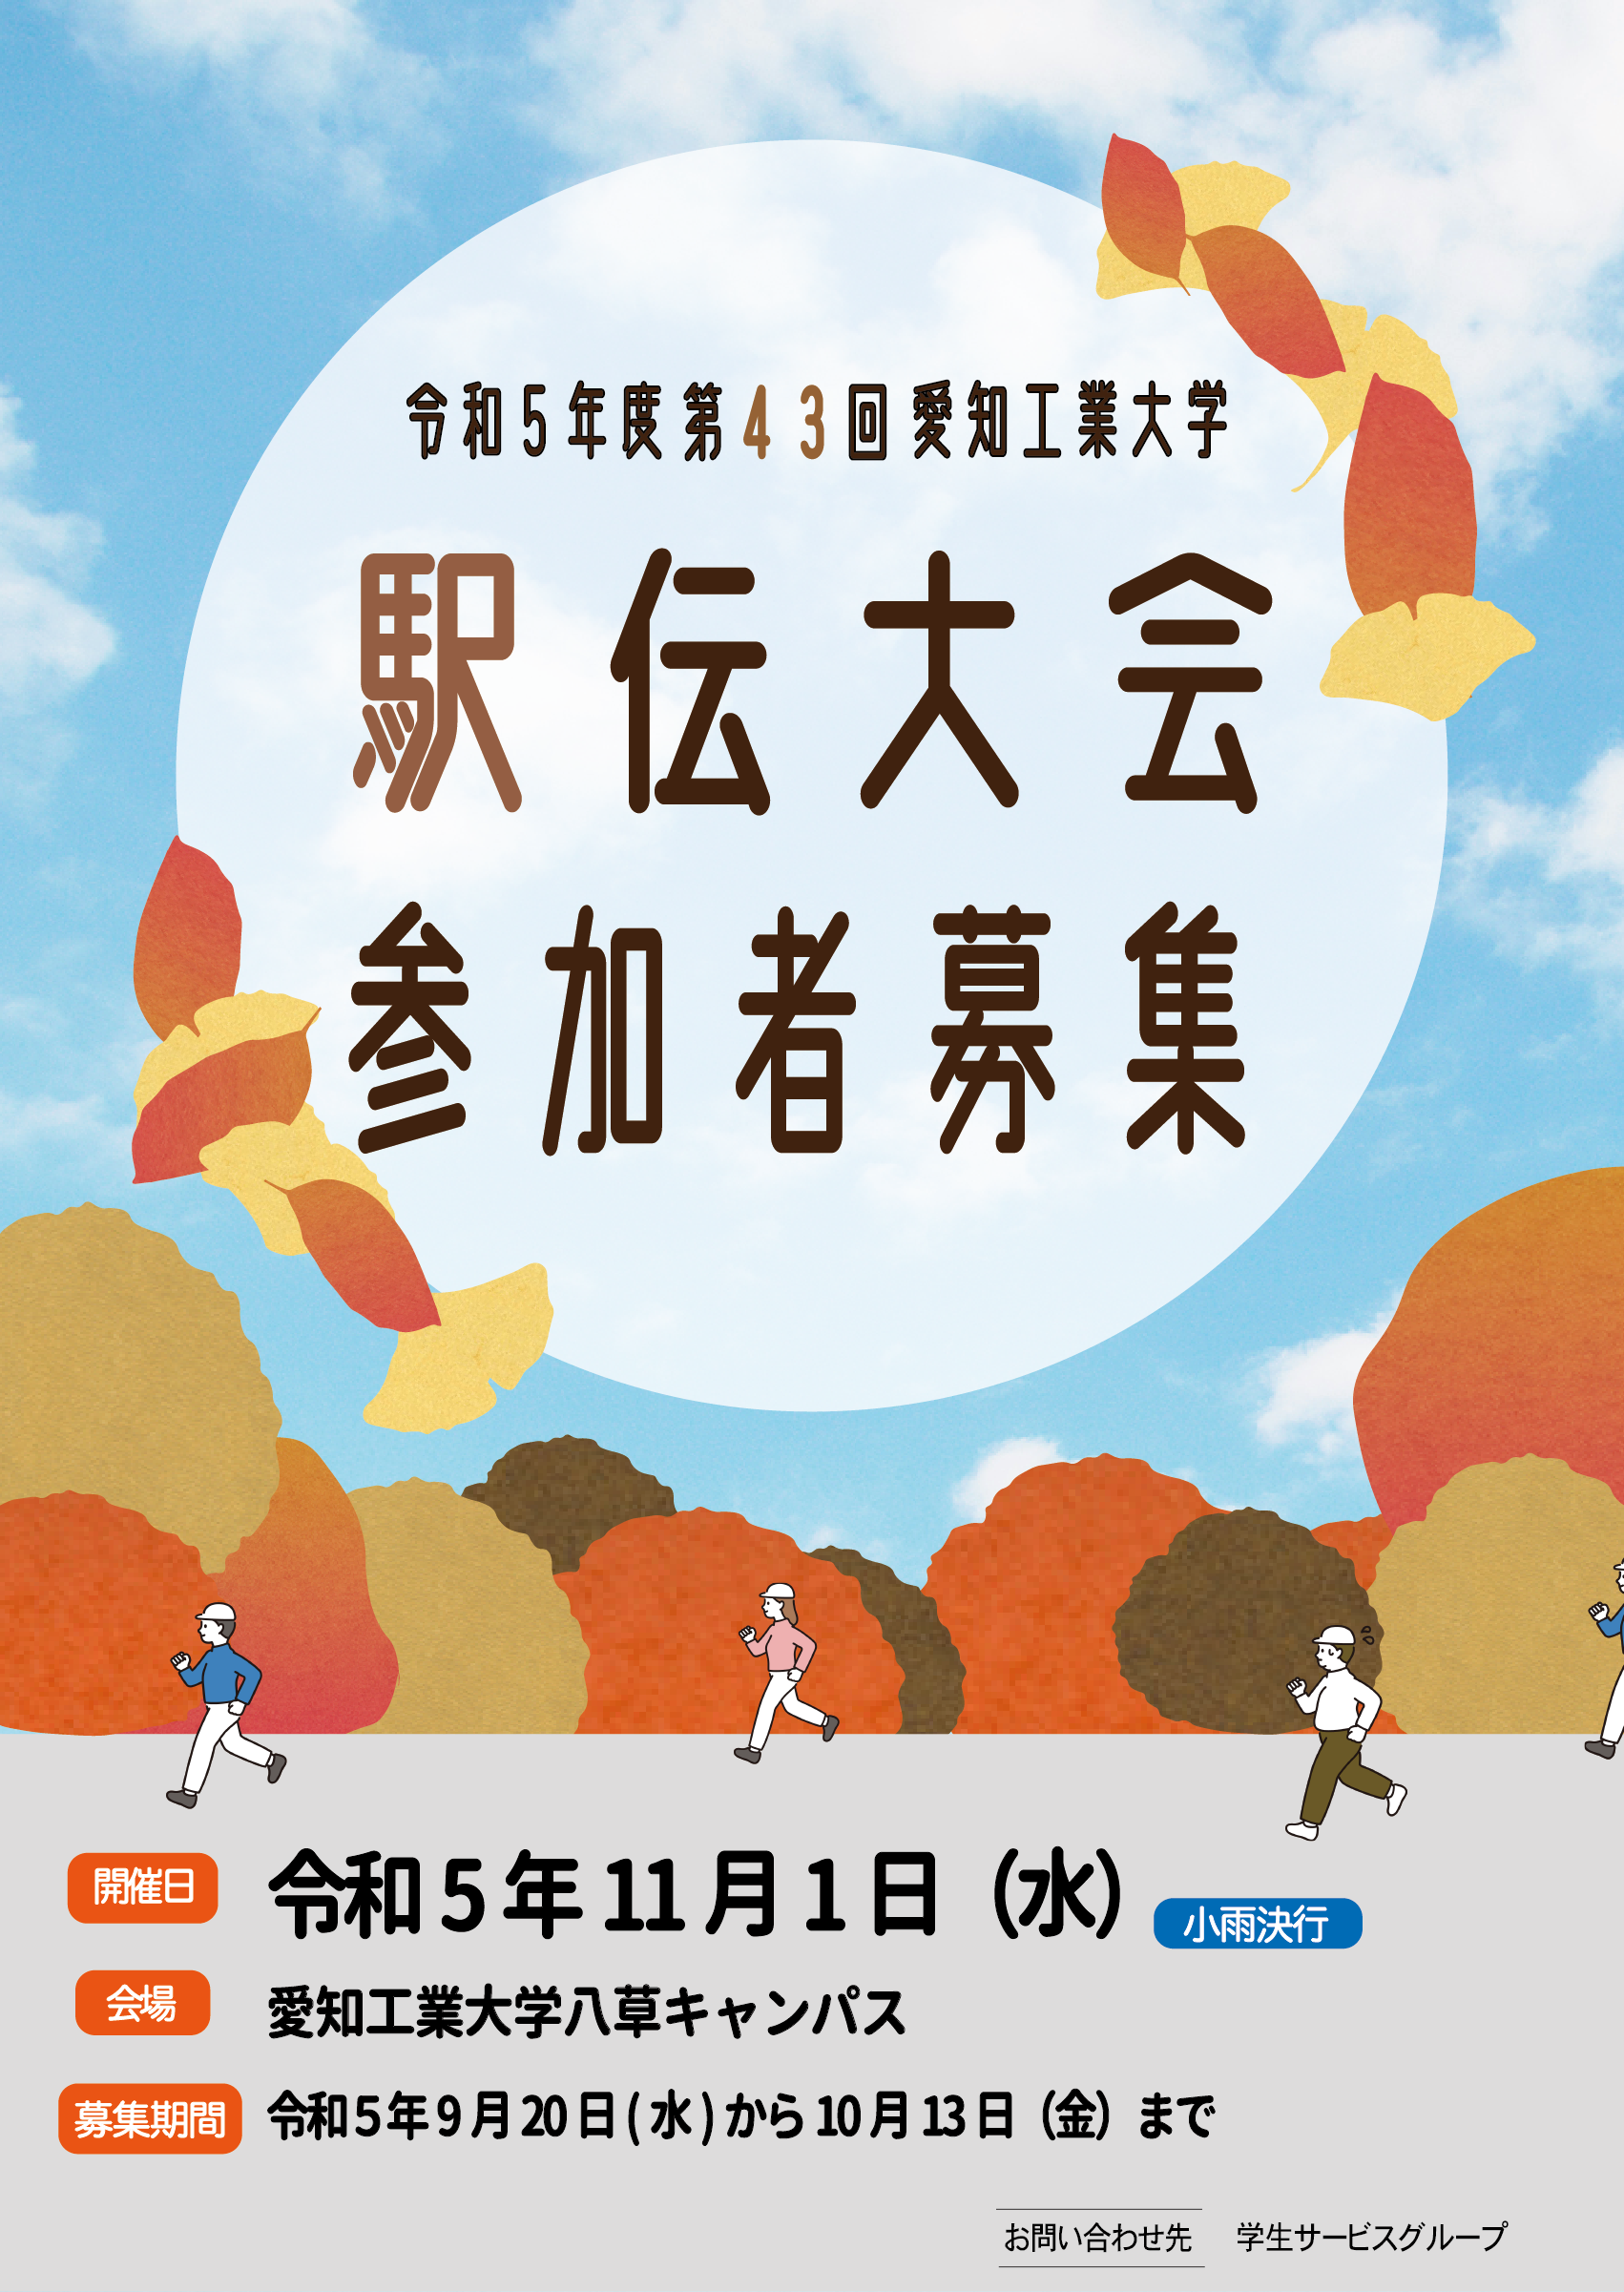 令和5年度第43回愛知工業大学
駅伝大会
参加者募集
開催日 令和5年11月1日(水) 小雨決行
会場 愛知工業大学八草キャンパス
募集期間 令和5年9月20日(水)から10月13日(金)まで
お問い合わせ先 学生サービスグループ